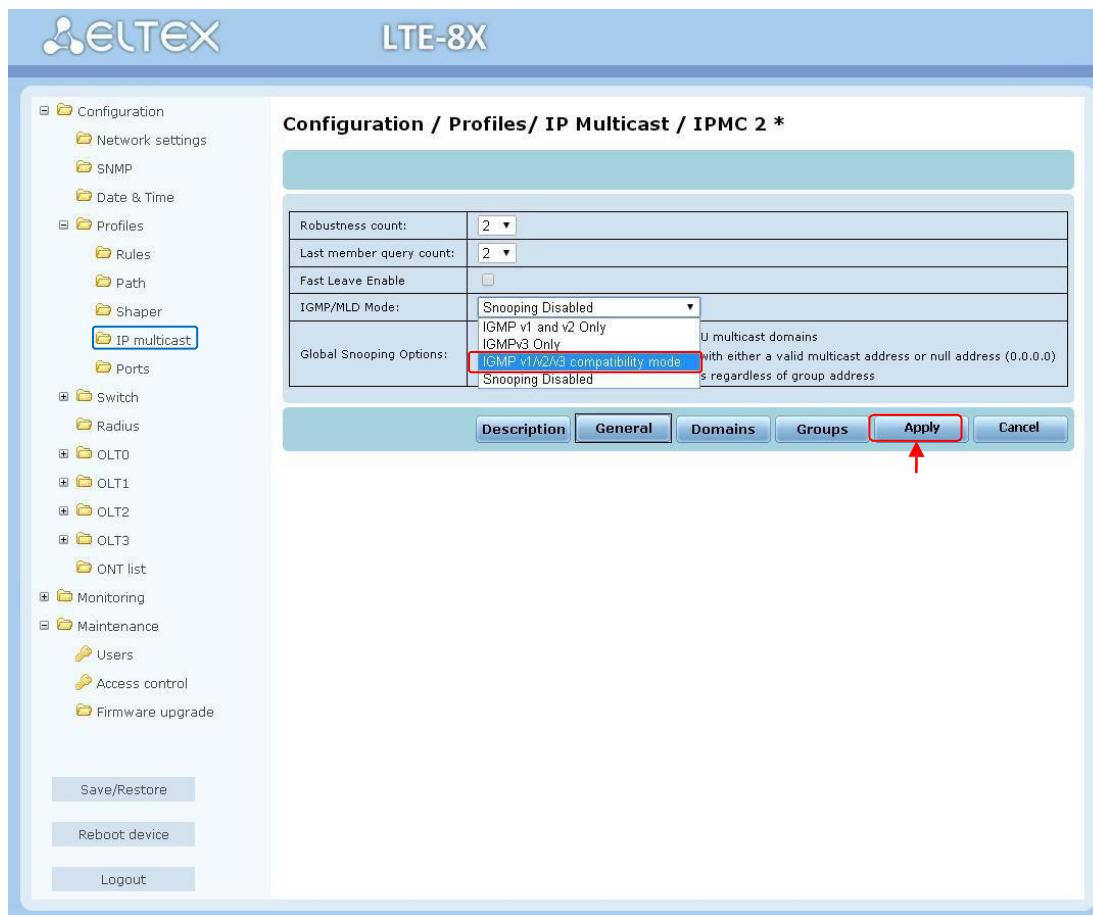 ELTEX
LTE-8X
Configuration
Network settings
SNMP
Date & Time
Profiles
Rules
Path
Shaper
IP multicast
Ports
Switch
Radius
OLT0
OLT1
OLT2
OLT3
ONT list
Monitoring
Maintenance
Users
Access control
Firmware upgrade
Save/Restore
Reboot device
Logout
Configuration / Profiles/ IP Multicast / IPMC 2 *
Robustness count: 2
Last member query count: 2
Fast Leave Enable
IGMP/MLD Mode: Snooping Disabled
IGMP v1 and v2 Only
IGMPv3 Only
IGMP v1/v2/v3 compatibility mode
Snooping Disabled
Global Snooping Options:
U multicast domains
with either a valid multicast address or null address (0.0.0.0)
s regardless of group address
Description General Domains Groups Apply Cancel